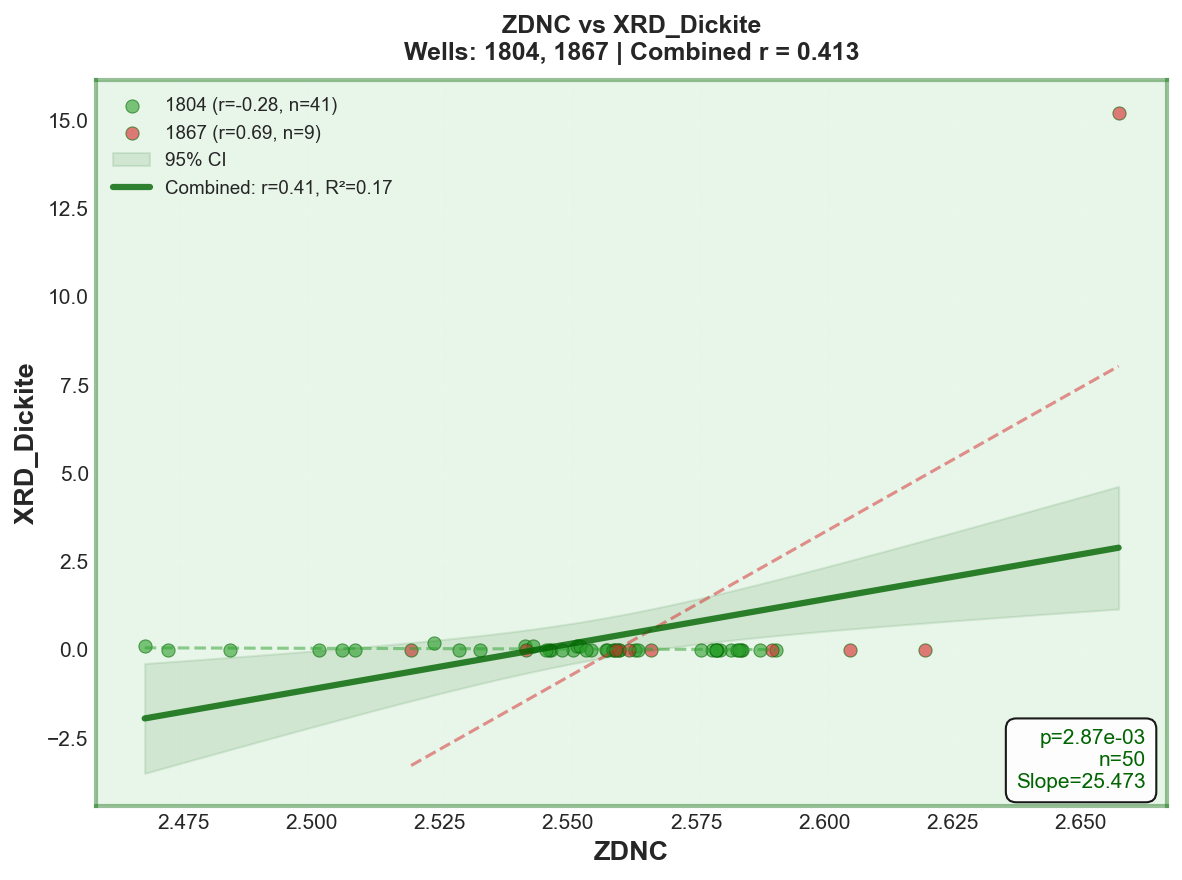 ZDNC vs XRD_Dickite
Wells: 1804, 1867 | Combined r = 0.413
1804 (r=-0.28, n=41)
1867 (r=0.69, n=9)
95% CI
Combined: r=0.41, R²=0.17
15.0
12.5
10.0
7.5
5.0
2.5
0.0
−2.5
XRD_Dickite
p=2.87e-03
n=50
Slope=25.473
2.475
2.500
2.525
2.550
2.575
2.600
2.625
2.650
ZDNC